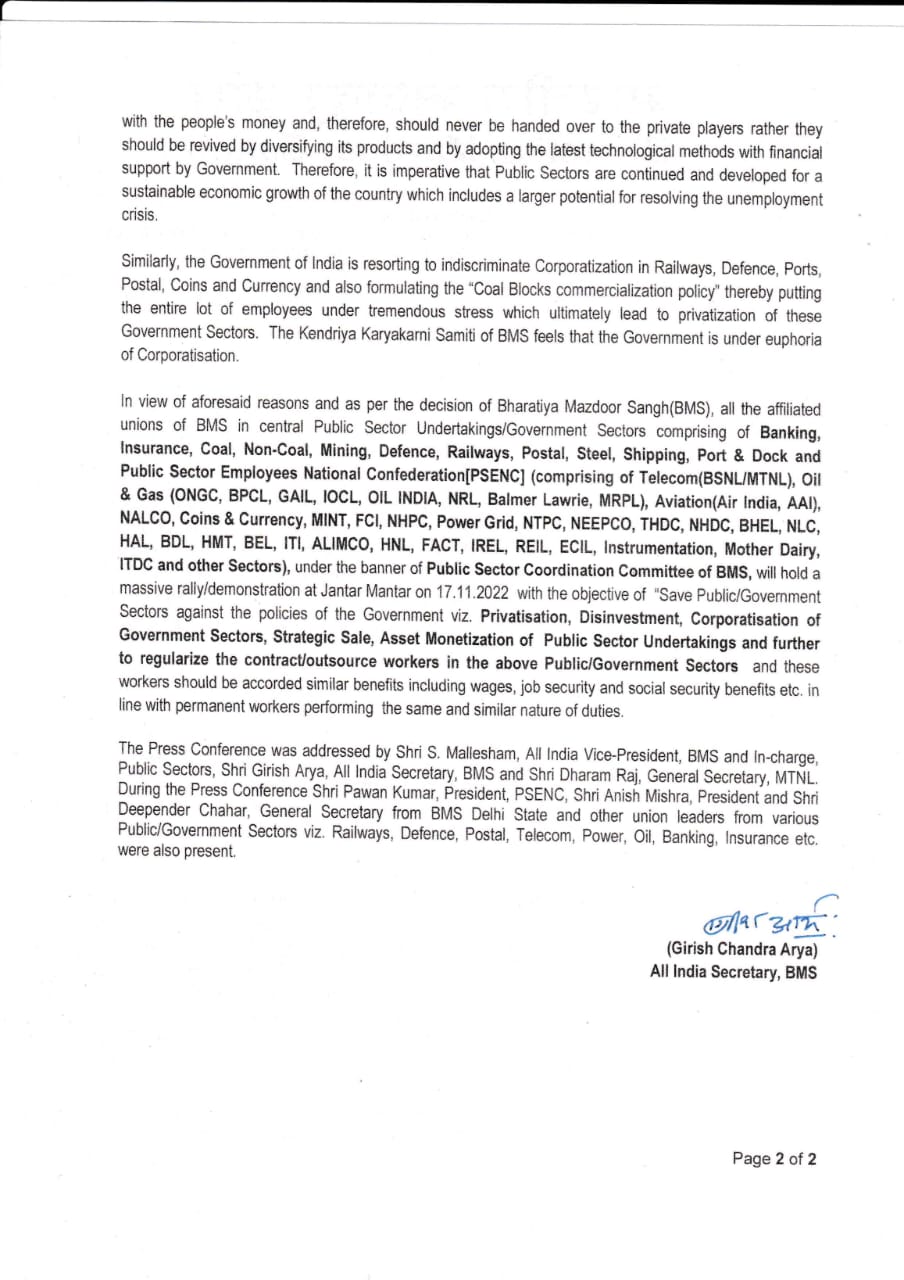 with the people's money and, therefore, should never be handed over to the private players rather they
should be revived by diversifying its products and by adopting the latest technological methods with financial
support by Government. Therefore, it is imperative that Public Sectors are continued and developed for a
sustainable economic growth of the country which includes a larger potential for resolving the unemployment
crisis.
Similarly, the Government of India is resorting to indiscriminate Corporatization in Railways, Defence, Ports,
Postal, Coins and Currency and also formulating the "Coal Blocks commercialization policy" thereby putting
the entire lot of employees under tremendous stress which ultimately lead to privatization of these
Government Sectors. The Kendriya Karyakarni Samiti of BMS feels that the Government is under euphoria
of Corporatisation.
In view of aforesaid reasons and as per the decision of Bharatiya Mazdoor Sangh(BMS), all the affiliated
unions of BMS in central Public Sector Undertakings/Government Sectors comprising of Banking,
Insurance, Coal, Non-Coal, Mining, Defence, Railways, Postal, Steel, Shipping, Port & Dock and
Public Sector Employees National Confederation[PSENC] (comprising of Telecom(BSNL/MTNL), Oil
& Gas (ONGC, BPCL, GAIL, IOCL, OIL INDIA, NRL, Balmer Lawrie, MRPL), Aviation(Air India, AAI),
NALCO, Coins & Currency, MINT, FCI, NHPC, Power Grid, NTPC, NEEPCO, THDC, NHDC, BHEL, NLC,
HAL, BDL, HMT, BEL, ITI, ALIMCO, HNL, FACT, IREL, REIL, ECIL, Instrumentation, Mother Dairy,
ITDC and other Sectors), under the banner of Public Sector Coordination Committee of BMS, will hold a
massive rally/demonstration at Jantar Mantar on 17.11.2022 with the objective of "Save Public/Government
Sectors against the policies of the Government viz. Privatisation, Disinvestment, Corporatisation of
Government Sectors, Strategic Sale, Asset Monetization of Public Sector Undertakings and further
to regularize the contract/outsource workers in the above Public/Government Sectors and these
workers should be accorded similar benefits including wages, job security and social security benefits etc. in
line with permanent workers performing the same and similar nature of duties.
The Press Conference was addressed by Shri S. Mallesham, All India Vice-President, BMS and In-charge,
Public Sectors, Shri Girish Arya, All India Secretary, BMS and Shri Dharam Raj, General Secretary, MTNL.
During the Press Conference Shri Pawan Kumar, President, PSENC, Shri Anish Mishra, President and Shri
Deepender Chahar, General Secretary from BMS Delhi State and other union leaders from various
Public/Government Sectors viz. Railways, Defence, Postal, Telecom, Power, Oil, Banking, Insurance etc.
were also present.
(Girish Chandra Arya)
All India Secretary, BMS
Page 2 of 2